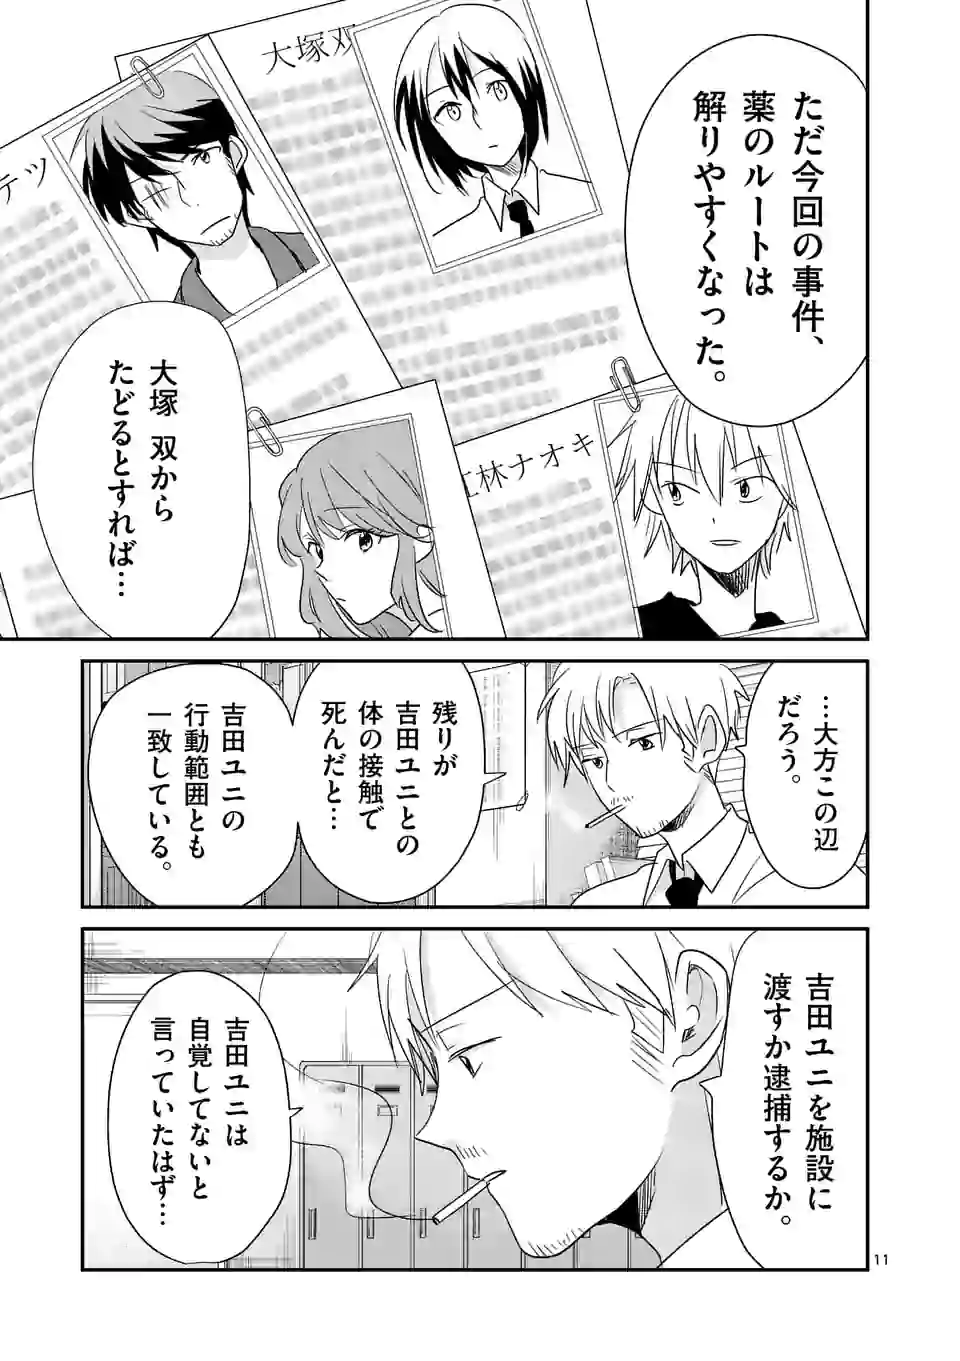 ただ今回の事件、
薬のルートは
解りやすくなった。
大塚双
テツ
大塚 双から
たどるとすれば…
林ナオキ
…大方この辺
だろう。
残りが
吉田ユニとの
体の接触で
死んだと…
吉田ユニの
行動範囲とも
一致している。
吉田ユニを施設に
渡すか逮捕するか。
吉田ユニは
自覚してないと
言っていたはず…
11